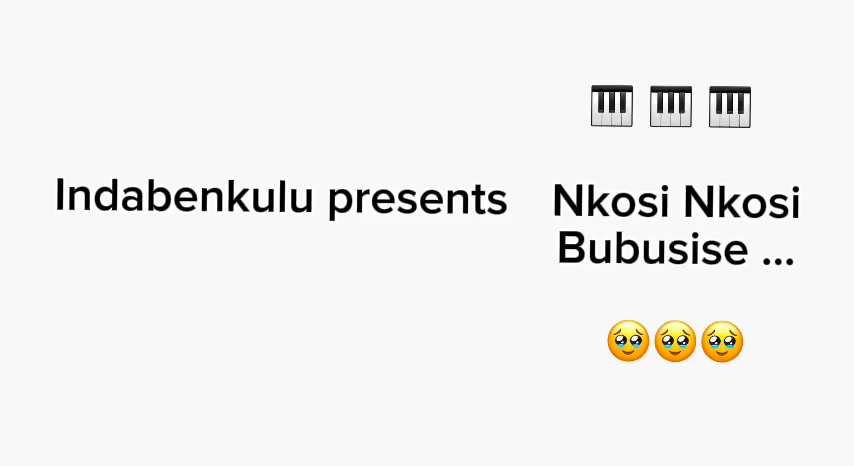 🎹 🎹 🎹
Indabenkulu presents
Nkosi Nkosi
Bubusise ...
🥹🥹🥹